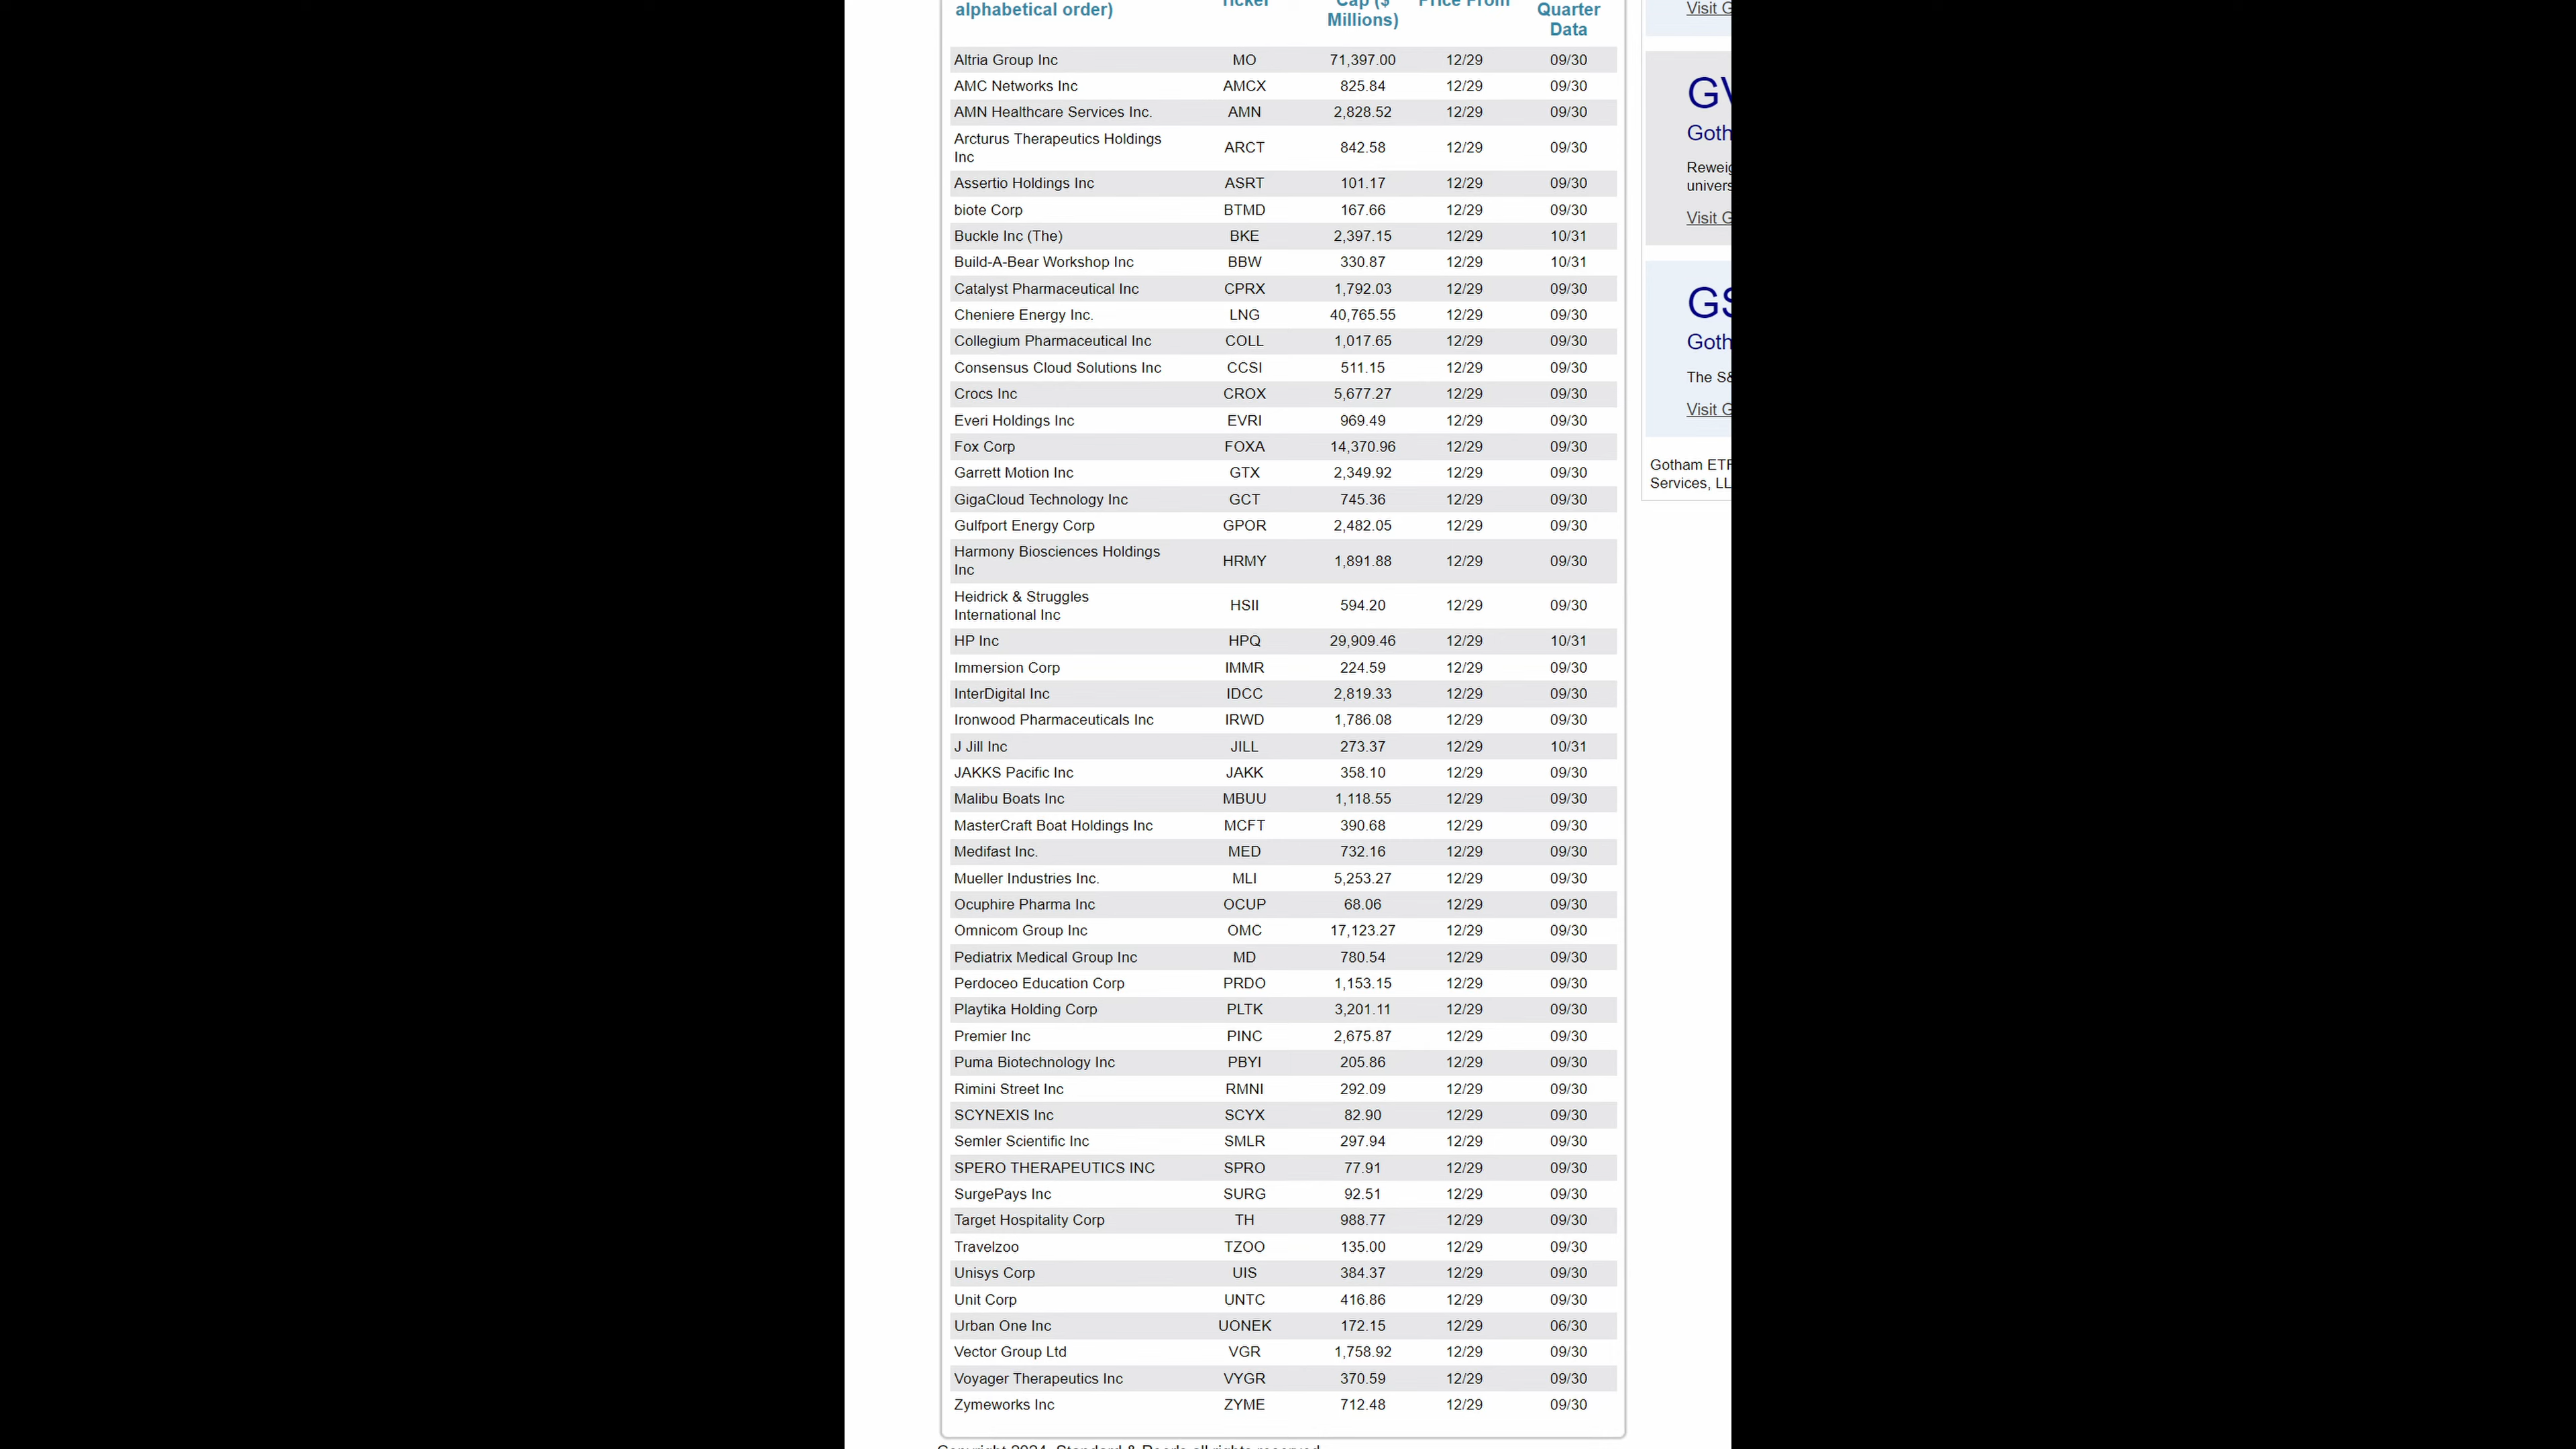 alphabetical order) Ticker Cap ($ Millions) Price From Quarter Data
Altria Group Inc MO 71,397.00 12/29 09/30
AMC Networks Inc AMCX 825.84 12/29 09/30
AMN Healthcare Services Inc. AMN 2,828.52 12/29 09/30
Arcturus Therapeutics Holdings Inc ARCT 842.58 12/29 09/30
Assertio Holdings Inc ASRT 101.17 12/29 09/30
biote Corp BTMD 167.66 12/29 09/30
Buckle Inc (The) BKE 2,397.15 12/29 10/31
Build-A-Bear Workshop Inc BBW 330.87 12/29 10/31
Catalyst Pharmaceutical Inc CPRX 1,792.03 12/29 09/30
Cheniere Energy Inc. LNG 40,765.55 12/29 09/30
Collegium Pharmaceutical Inc COLL 1,017.65 12/29 09/30
Consensus Cloud Solutions Inc CCSI 511.15 12/29 09/30
Crocs Inc CROX 5,677.27 12/29 09/30
Everi Holdings Inc EVRI 969.49 12/29 09/30
Fox Corp FOXA 14,370.96 12/29 09/30
Garrett Motion Inc GTX 2,349.92 12/29 09/30
GigaCloud Technology Inc GCT 745.36 12/29 09/30
Gulfport Energy Corp GPOR 2,482.05 12/29 09/30
Harmony Biosciences Holdings Inc HRMY 1,891.88 12/29 09/30
Heidrick & Struggles International Inc HSII 594.20 12/29 09/30
HP Inc HPQ 29,909.46 12/29 10/31
Immersion Corp IMMR 224.59 12/29 09/30
InterDigital Inc IDCC 2,819.33 12/29 09/30
Ironwood Pharmaceuticals Inc IRWD 1,786.08 12/29 09/30
J Jill Inc JILL 273.37 12/29 10/31
JAKKS Pacific Inc JAKK 358.10 12/29 09/30
Malibu Boats Inc MBUU 1,118.55 12/29 09/30
MasterCraft Boat Holdings Inc MCFT 390.68 12/29 09/30
Medifast Inc. MED 732.16 12/29 09/30
Mueller Industries Inc. MLI 5,253.27 12/29 09/30
Ocuphire Pharma Inc OCUP 68.06 12/29 09/30
Omnicom Group Inc OMC 17,123.27 12/29 09/30
Pediatrix Medical Group Inc MD 780.54 12/29 09/30
Perdoceo Education Corp PRDO 1,153.15 12/29 09/30
Playtika Holding Corp PLTK 3,201.11 12/29 09/30
Premier Inc PINC 2,675.87 12/29 09/30
Puma Biotechnology Inc PBYI 205.86 12/29 09/30
Rimini Street Inc RMNI 292.09 12/29 09/30
SCYNEXIS Inc SCYX 82.90 12/29 09/30
Semler Scientific Inc SMLR 297.94 12/29 09/30
SPERO THERAPEUTICS INC SPRO 77.91 12/29 09/30
SurgePays Inc SURG 92.51 12/29 09/30
Target Hospitality Corp TH 988.77 12/29 09/30
Travelzoo TZOO 135.00 12/29 09/30
Unisys Corp UIS 384.37 12/29 09/30
Unit Corp UNTC 416.86 12/29 09/30
Urban One Inc UONEK 172.15 12/29 06/30
Vector Group Ltd VGR 1,758.92 12/29 09/30
Voyager Therapeutics Inc VYGR 370.59 12/29 09/30
Zymeworks Inc ZYME 712.48 12/29 09/30
Copyright 2024, Standard & Poor's all rights reserved
Visit G
Goth
Reweig
univers
Visit G
Goth
The S&
Visit G
Gotham ETF
Services, LL